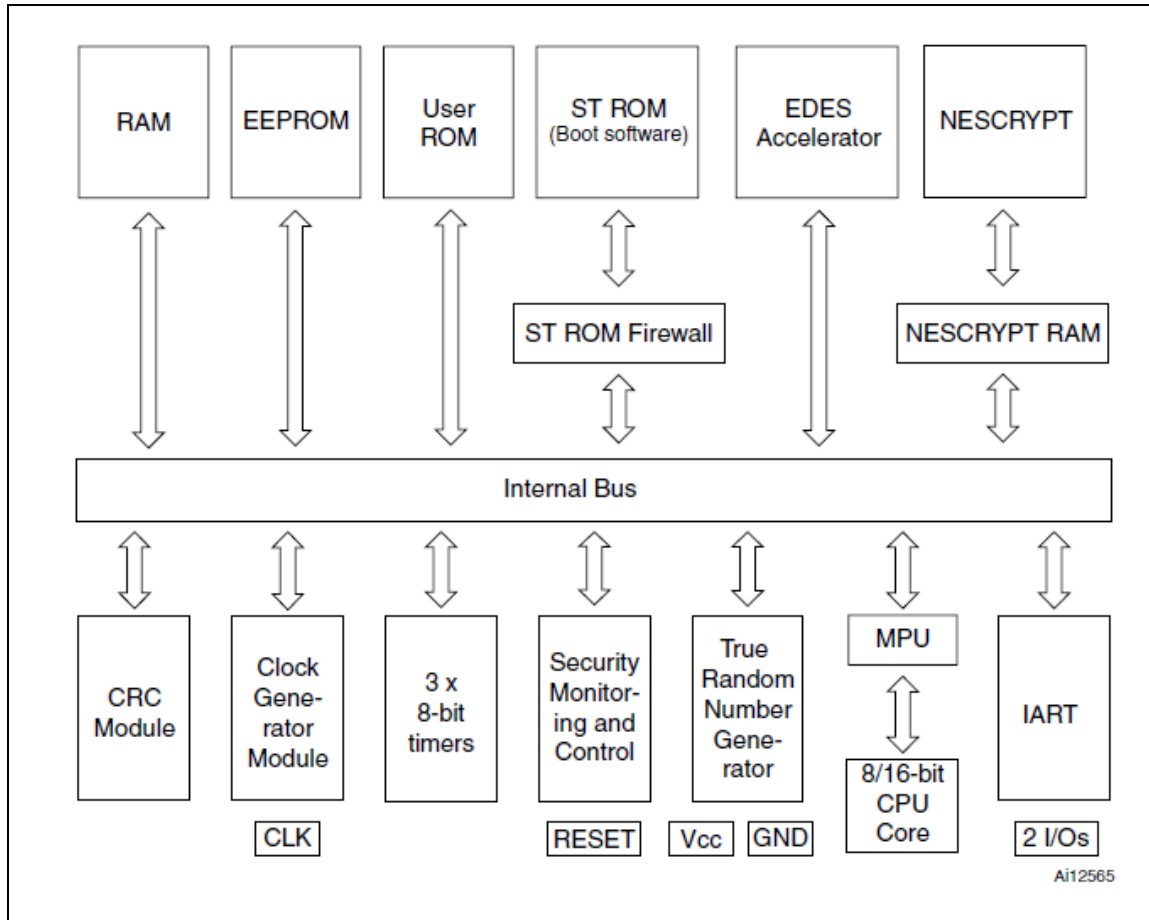 RAM
EEPROM
User
ROM
ST ROM
(Boot software)
EDES
Accelerator
NESCRYPT
ST ROM Firewall
NESCRYPT RAM
Internal Bus
CRC
Module
Clock
Gene-
rator
Module
3 x
8-bit
timers
Security
Monitor-
ing and
Control
True
Random
Number
Gene-
rator
MPU
8/16-bit
CPU
Core
IART
CLK
RESET
Vcc
GND
2 I/Os
Ai12565